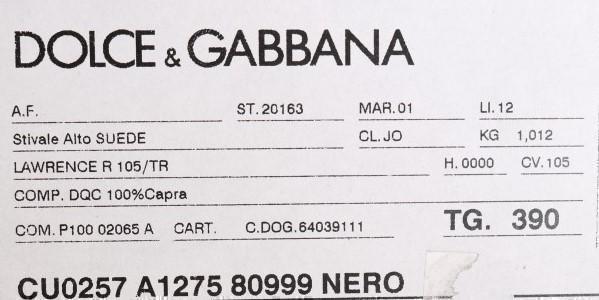 DOLCE & GABBANA
A.F. ST. 20163 MAR. 01 LI. 12
Stivale Alto SUEDE CL. JO KG 1,012
LAWRENCE R 105/TR H. 0000 CV. 105
COMP. DQC 100%Capra
COM. P100 02065 A CART. C.DOG. 64039111 TG. 390
CU0257 A1275 80999 NERO